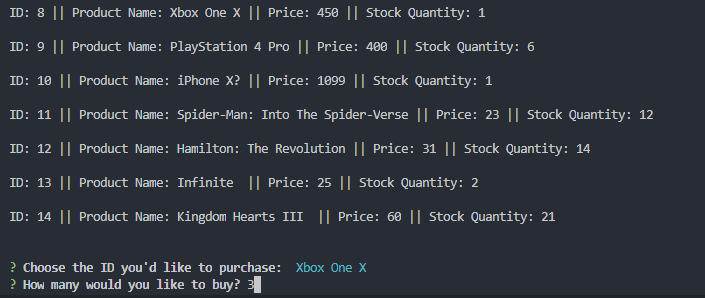 ID: 8 || Product Name: Xbox One X || Price: 450 || Stock Quantity: 1
ID: 9 || Product Name: PlayStation 4 Pro || Price: 400 || Stock Quantity: 6
ID: 10 || Product Name: iPhone X? || Price: 1099 || Stock Quantity: 1
ID: 11 || Product Name: Spider-Man: Into The Spider-Verse || Price: 23 || Stock Quantity: 12
ID: 12 || Product Name: Hamilton: The Revolution || Price: 31 || Stock Quantity: 14
ID: 13 || Product Name: Infinite  || Price: 25 || Stock Quantity: 2
ID: 14 || Product Name: Kingdom Hearts III  || Price: 60 || Stock Quantity: 21
? Choose the ID you'd like to purchase:  Xbox One X
? How many would you like to buy? 3